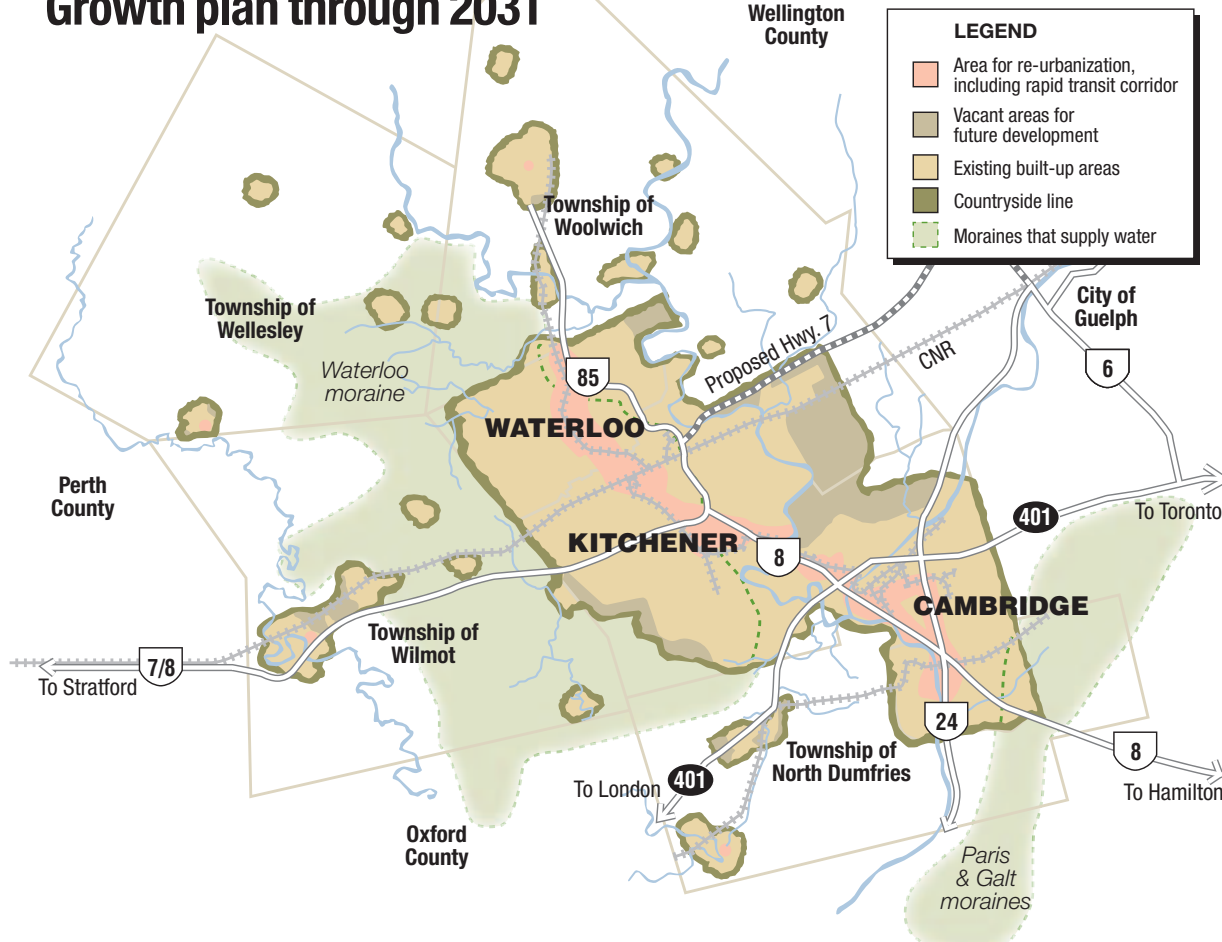 Growth plan through 2031
Wellington
County
LEGEND
Area for re-urbanization,
including rapid transit corridor
Vacant areas for
future development
Existing built-up areas
Countryside line
Moraines that supply water
Township of
Woolwich
Township of
Wellesley
Waterloo
moraine
City of
Guelph
Proposed Hwy. 7
CNR
6
85
WATERLOO
Perth
County
401
To Toronto
KITCHENER
8
CAMBRIDGE
Township of
Wilmot
7/8
To Stratford
24
Township of
North Dumfries
8
To London
401
To Hamilton
Oxford
County
Paris
& Galt
moraines